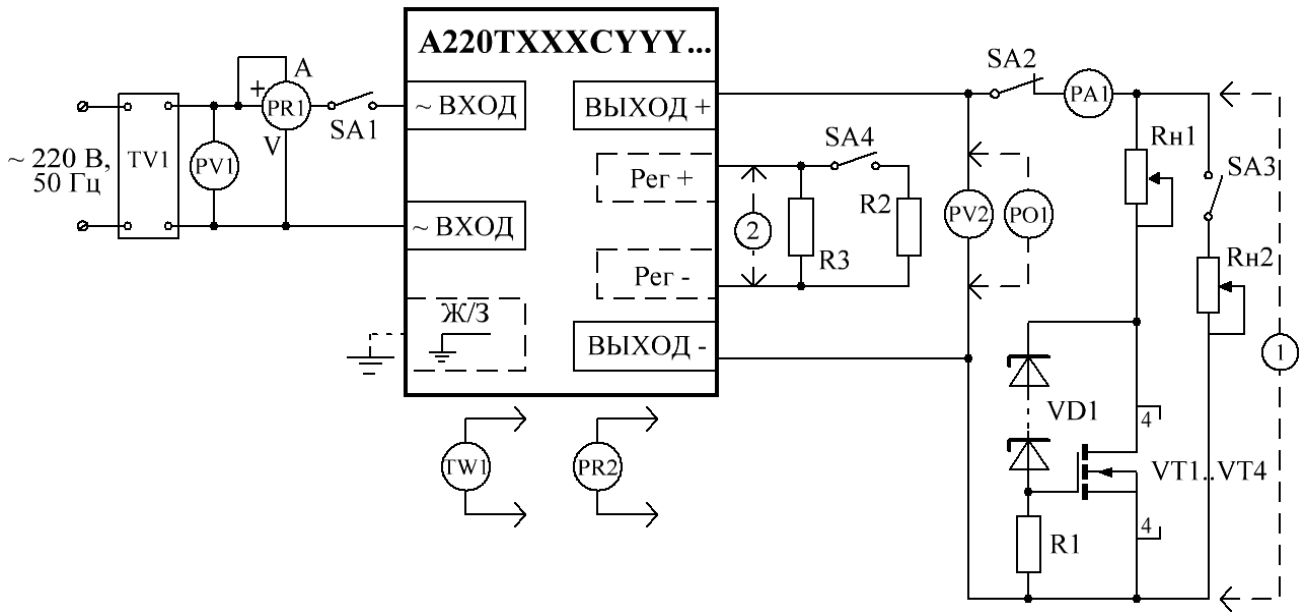 A220TXXXCYYY...
~ 220 В,
50 Гц
TV1
PV1
+
A
PR1
V
SA1
~ ВХОД
~ ВХОД
Ж/З
ВЫХОД +
Рег +
Рег -
ВЫХОД -
TW1
PR2
SA4
2
R3
R2
PV2
PO1
SA2
PA1
Rн1
SA3
Rн2
1
VD1
4
VT1..VT4
4
R1